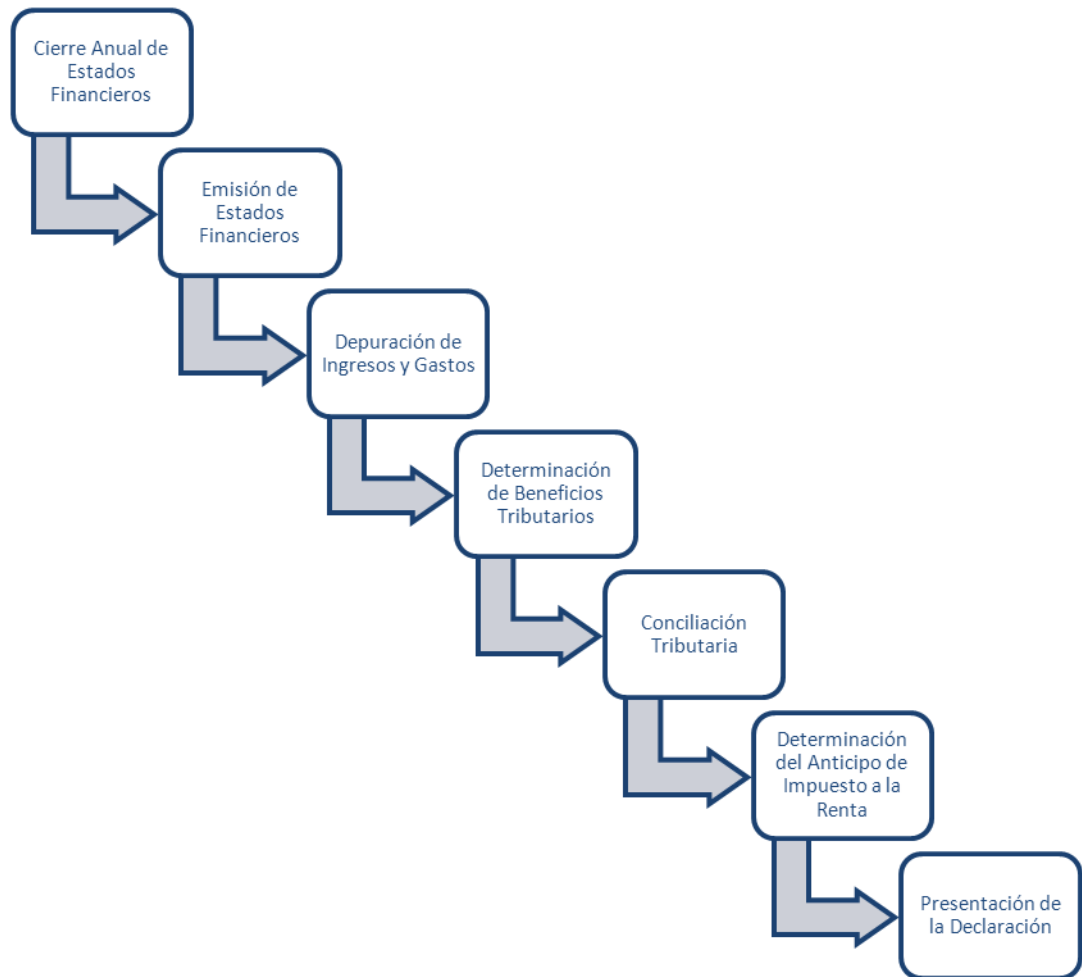 Cierre Anual de
Estados
Financieros
Emisión de
Estados
Financieros
Depuración de
Ingresos y Gastos
Determinación
de Beneficios
Tributarios
Conciliación
Tributaria
Determinación
del Anticipo de
Impuesto a la
Renta
Presentación de
la Declaración